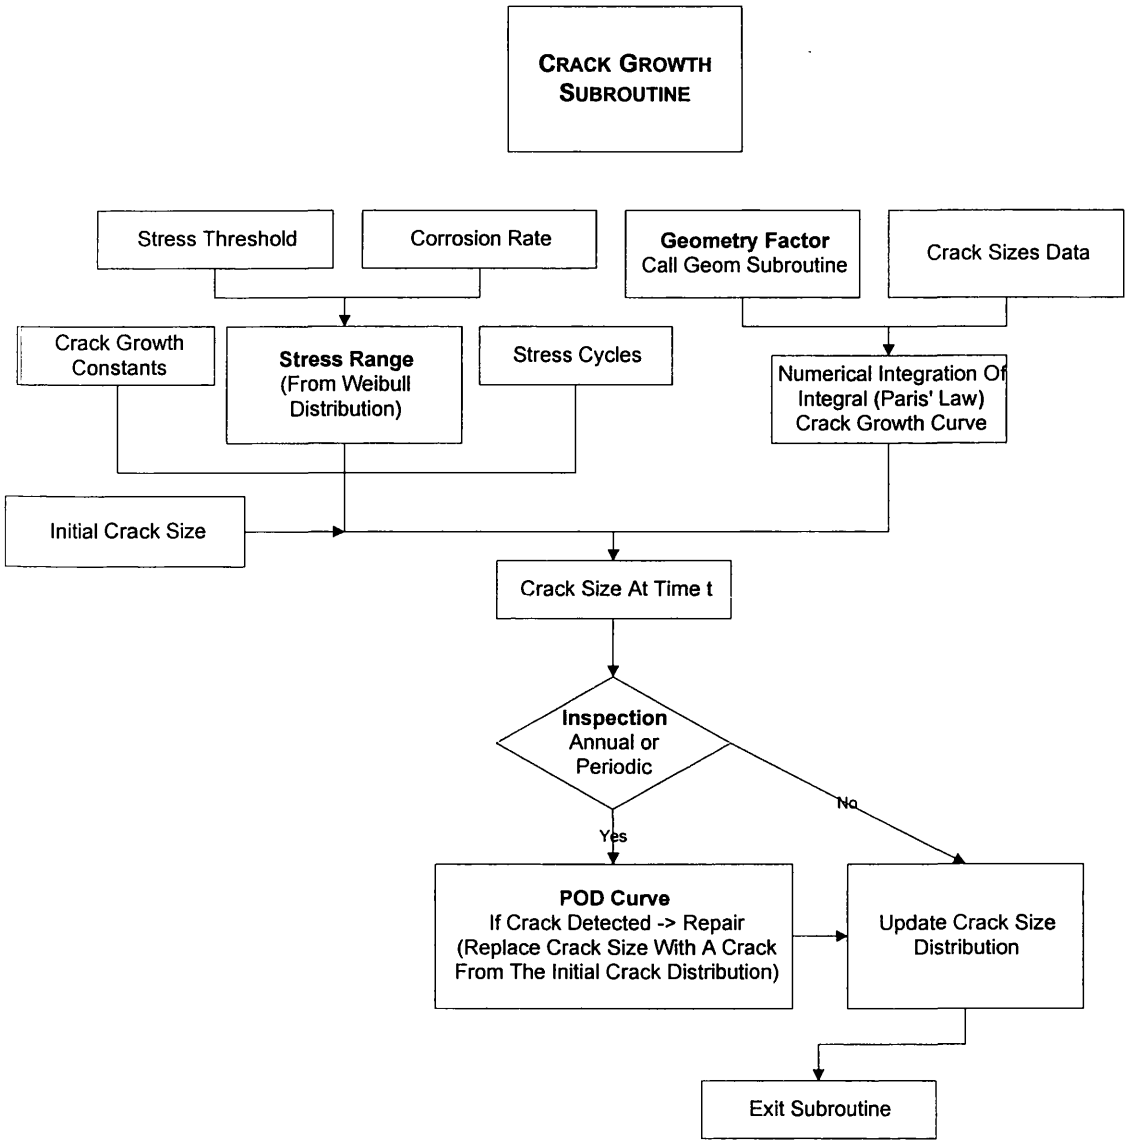 CRACK GROWTH
SUBROUTINE
Stress Threshold
Corrosion Rate
Geometry Factor
Call Geom Subroutine
Crack Sizes Data
Crack Growth
Constants
Stress Range
(From Weibull
Distribution)
Stress Cycles
Numerical Integration Of
Integral (Paris' Law)
Crack Growth Curve
Initial Crack Size
Crack Size At Time t
Inspection
Annual or
Periodic
No
Yes
POD Curve
If Crack Detected -> Repair
(Replace Crack Size With A Crack
From The Initial Crack Distribution)
Update Crack Size
Distribution
Exit Subroutine